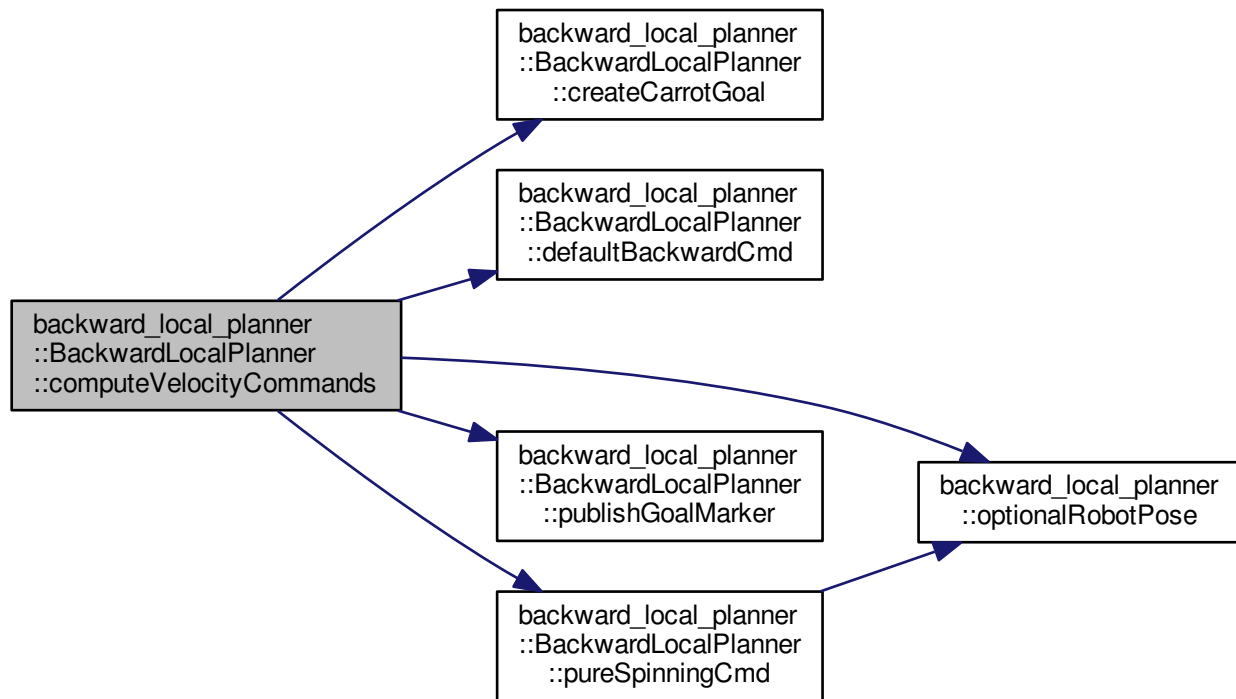 backward_local_planner
::BackwardLocalPlanner
::createCarrotGoal
backward_local_planner
::BackwardLocalPlanner
::defaultBackwardCmd
backward_local_planner
::BackwardLocalPlanner
::computeVelocityCommands
backward_local_planner
::BackwardLocalPlanner
::publishGoalMarker
backward_local_planner
::optionalRobotPose
backward_local_planner
::BackwardLocalPlanner
::pureSpinningCmd